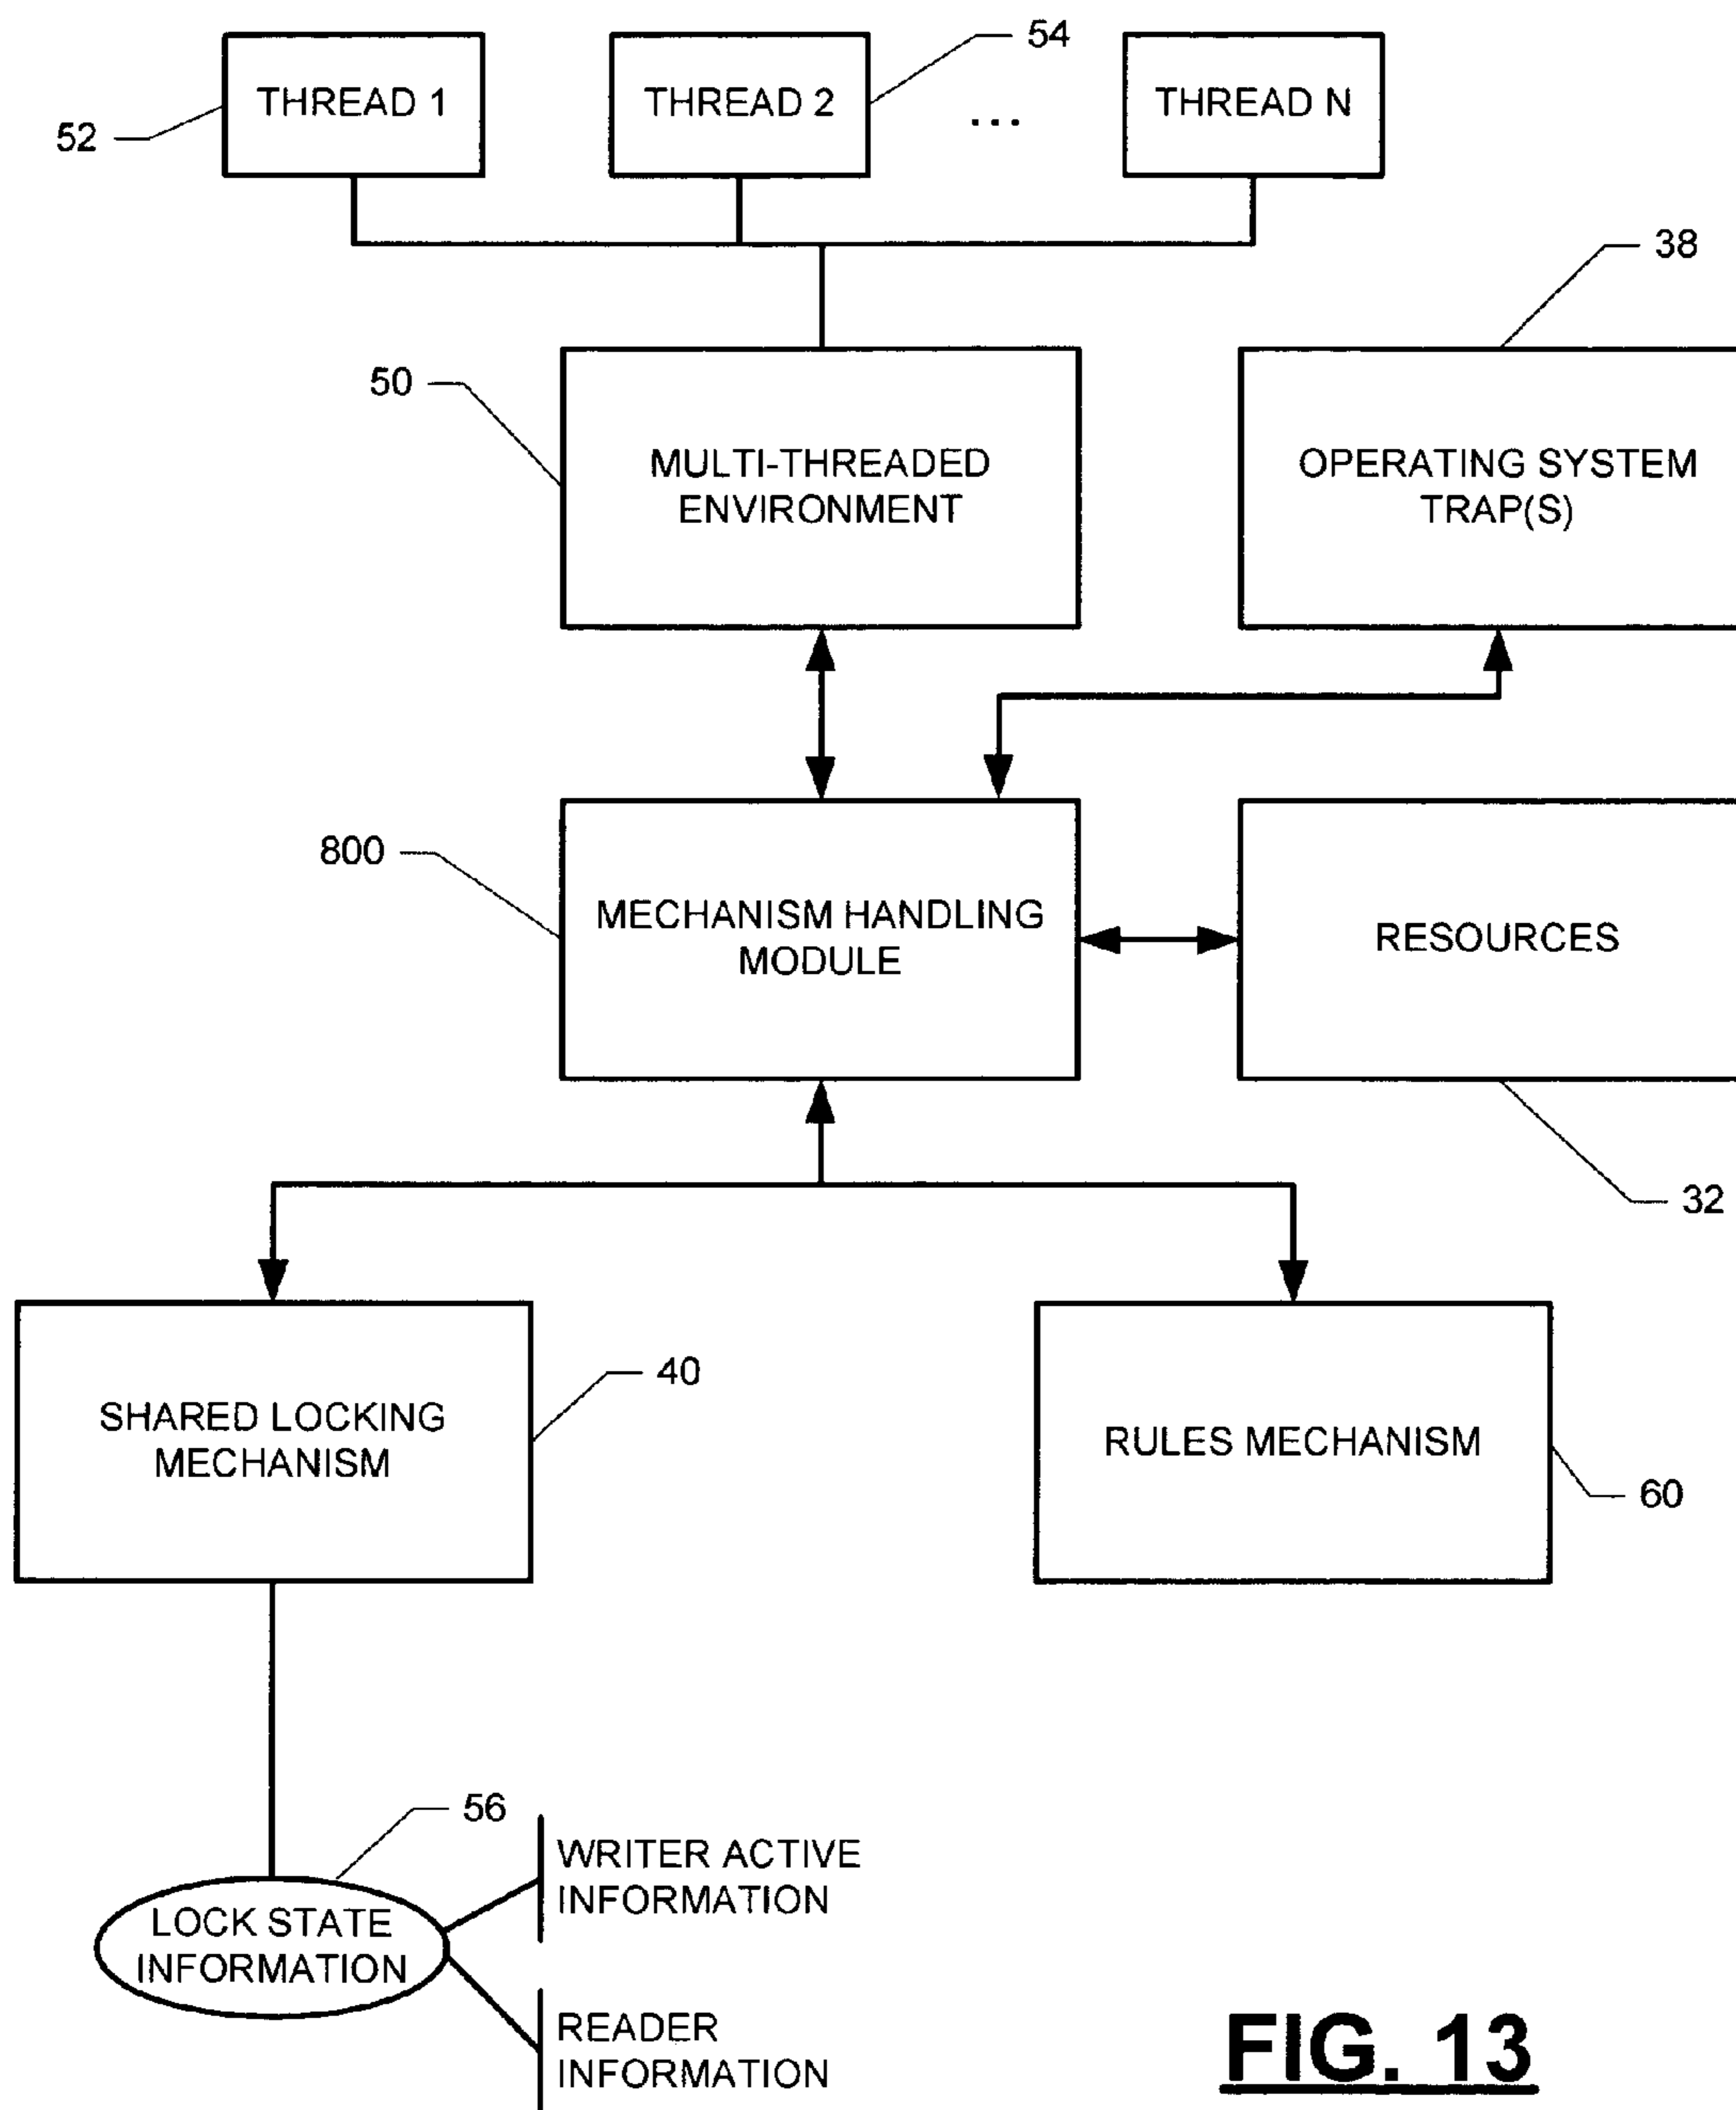 54
THREAD 1
THREAD 2
...
THREAD N
52
38
50
MULTI-THREADED
ENVIRONMENT
OPERATING SYSTEM
TRAP(S)
800
MECHANISM HANDLING
MODULE
RESOURCES
32
40
SHARED LOCKING
MECHANISM
RULES MECHANISM
60
56
WRITER ACTIVE
INFORMATION
LOCK STATE
INFORMATION
READER
INFORMATION
FIG. 13